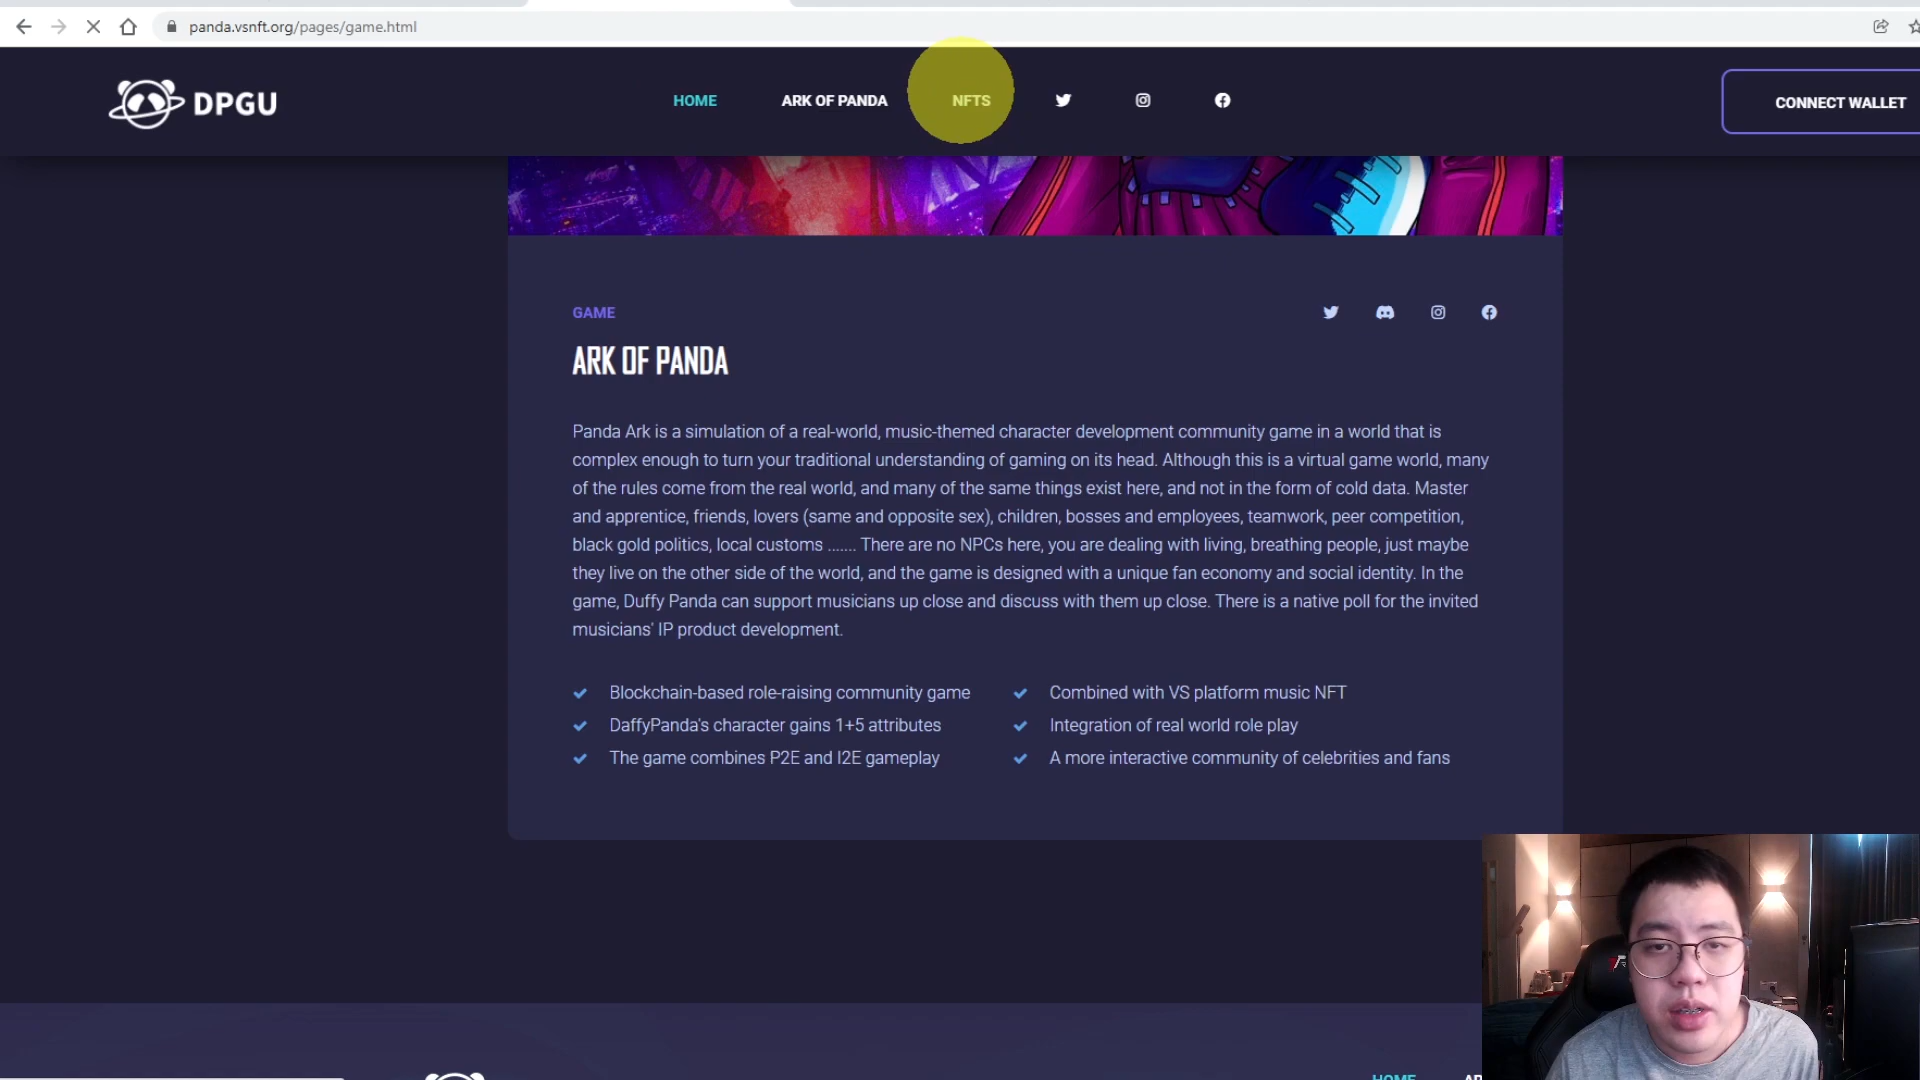 panda.vsnft.org/pages/game.html
DPGU
HOME
ARK OF PANDA
NFTS
CONNECT WALLET
GAME
ARK OF PANDA
Panda Ark is a simulation of a real-world, music-themed character development community game in a world that is
complex enough to turn your traditional understanding of gaming on its head. Although this is a virtual game world, many
of the rules come from the real world, and many of the same things exist here, and not in the form of cold data. Master
and apprentice, friends, lovers (same and opposite sex), children, bosses and employees, teamwork, peer competition,
black gold politics, local customs ....... There are no NPCs here, you are dealing with living, breathing people, just maybe
they live on the other side of the world, and the game is designed with a unique fan economy and social identity. In the
game, Duffy Panda can support musicians up close and discuss with them up close. There is a native poll for the invited
musicians' IP product development.
Blockchain-based role-raising community game
DaffyPanda's character gains 1+5 attributes
The game combines P2E and I2E gameplay
Combined with VS platform music NFT
Integration of real world role play
A more interactive community of celebrities and fans
HOME